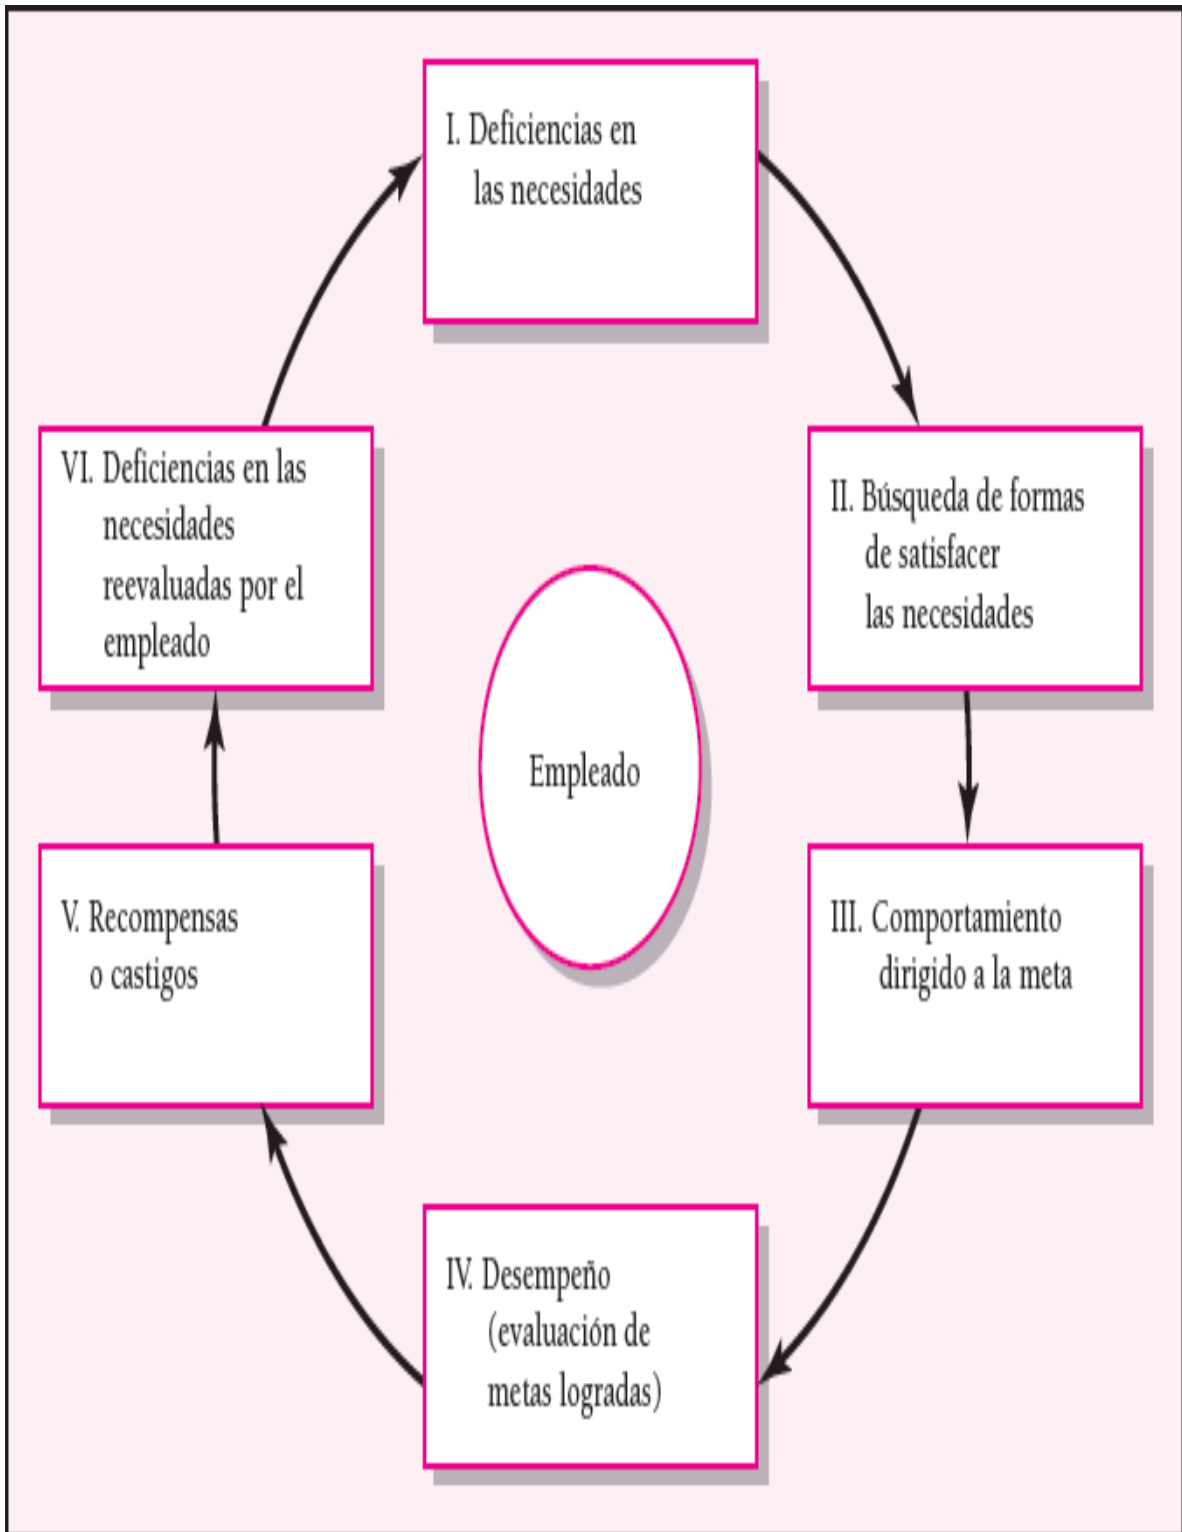 I. Deficiencias en
las necesidades
II. Búsqueda de formas
de satisfacer
las necesidades
III. Comportamiento
dirigido a la meta
IV. Desempeño
(evaluación de
metas logradas)
V. Recompensas
o castigos
VI. Deficiencias en las
necesidades
reevaluadas por el
empleado
Empleado